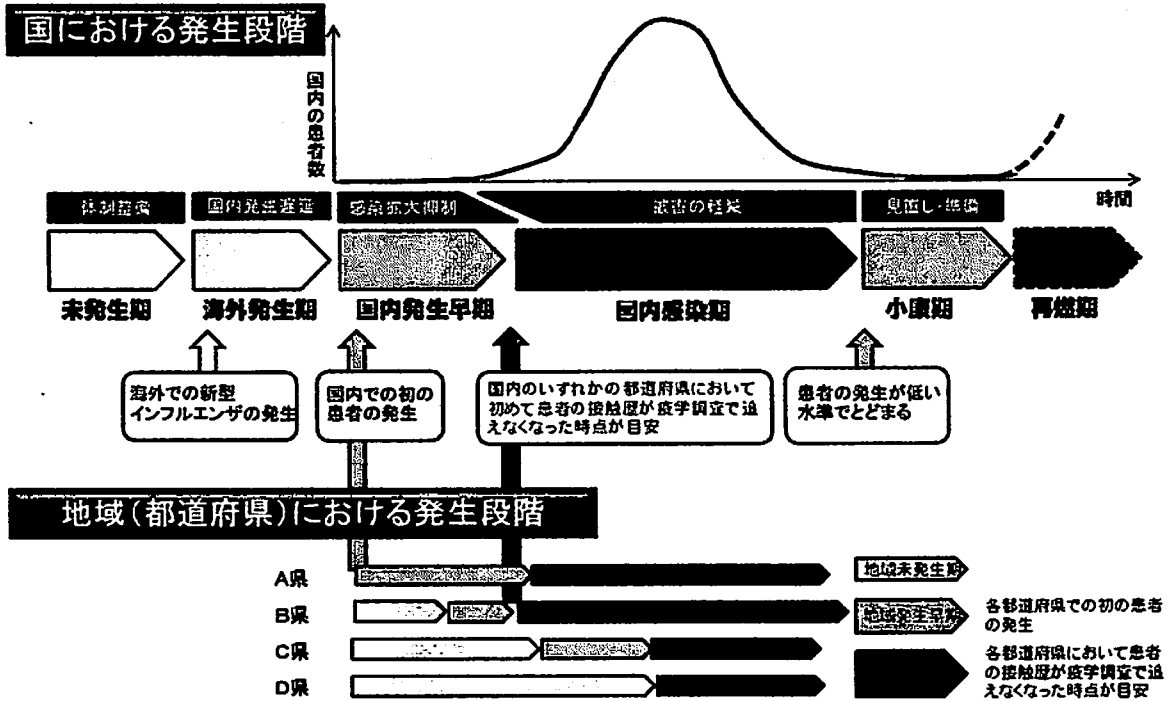 国における発生段階
国内の患者数
時間
体制整備
国内発生遅延
感染拡大抑制
被害の軽減
見直し・準備
未発生期
海外発生期
国内発生早期
国内感染期
小康期
再燃期
海外での新型
インフルエンザの発生
国内での初の
患者の発生
国内のいずれかの都道府県において
初めて患者の接触歴が疫学調査で追
えなくなった時点が目安
患者の発生が低い
水準でとどまる
地域(都道府県)における発生段階
A県
B県
C県
D県
地域未発生期
地域発生早期
各都道府県での初の患者
の発生
各都道府県において患者
の接触歴が疫学調査で追
えなくなった時点が目安